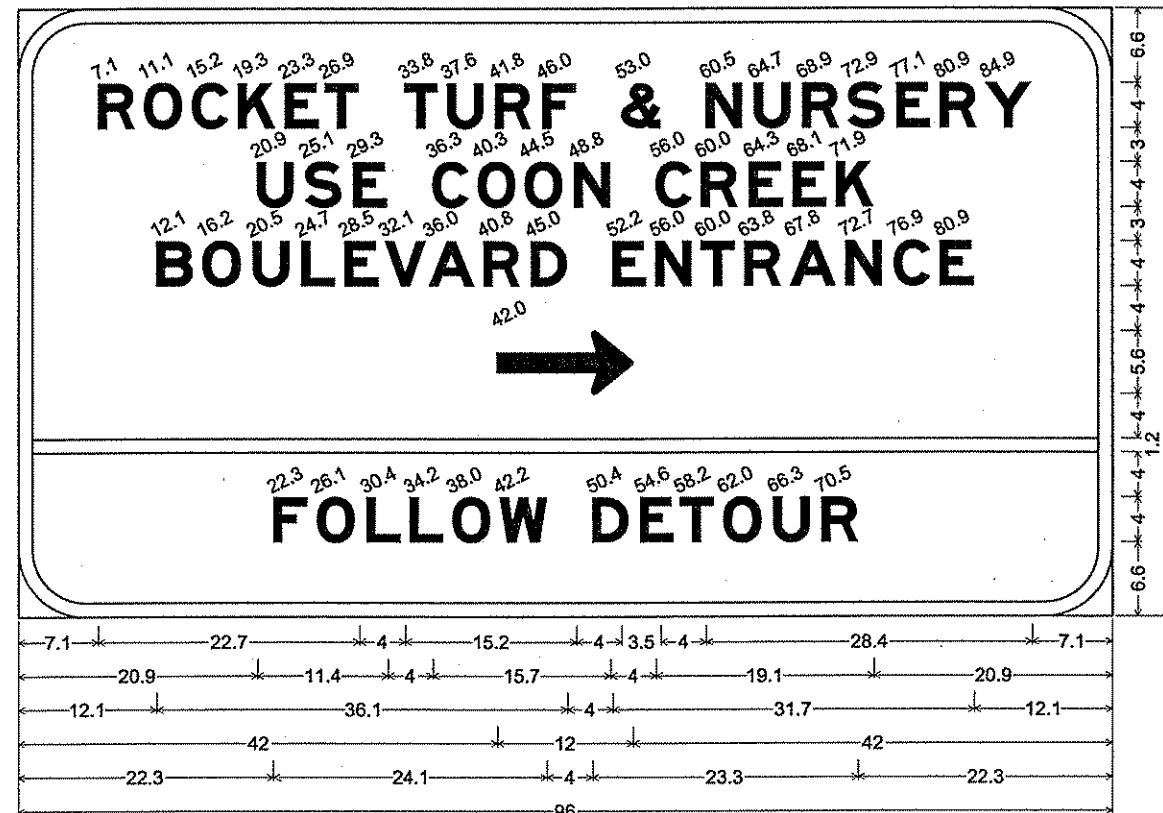 7.1 11.1 15.2 19.3 23.3 26.9 33.8 37.6 41.8 46.0 53.0 60.5 64.7 68.9 72.9 77.1 80.9 84.9
ROCKET TURF & NURSERY
20.9 25.1 29.3 36.3 40.3 44.5 48.8 56.0 60.0 64.3 68.1 71.9
USE COON CREEK
12.1 16.2 20.5 24.7 28.5 32.1 36.0 40.8 45.0 52.2 56.0 60.0 63.8 67.8 72.7 76.9 80.9
BOULEVARD ENTRANCE
42.0
22.3 26.1 30.4 34.2 38.0 42.2 50.4 54.6 58.2 62.0 66.3 70.5
FOLLOW DETOUR
6.6 4 3 4 3 4 4 5.6 4 1.2 4 4 6.6
7.1 22.7 4 15.2 4 3.5 4 28.4 7.1
20.9 11.4 4 15.7 4 19.1 20.9
12.1 36.1 4 31.7 12.1
42 12 42
22.3 24.1 4 23.3 22.3
96